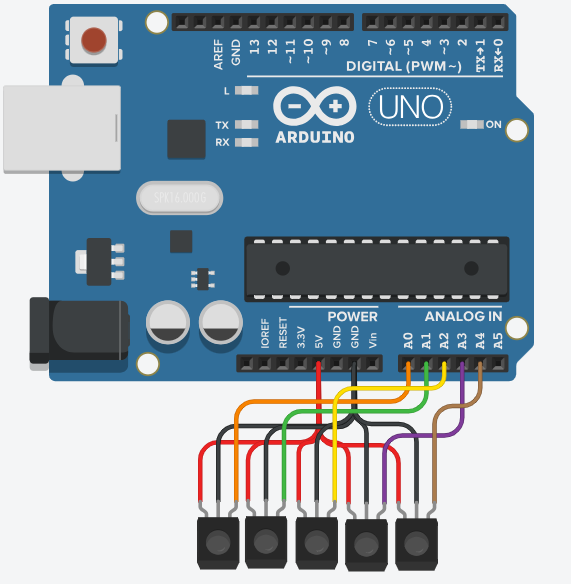 AREF
GND
13
12
~11
~10
~9
8
7
~6
~5
4
~3
2
TX→1
RX←0
DIGITAL (PWM~)
L
TX
RX
ARDUINO
UNO
ON
SPK16.000G
POWER
ANALOG IN
IOREF
RESET
3.3V
5V
GND
GND
Vin
A0
A1
A2
A3
A4
A5